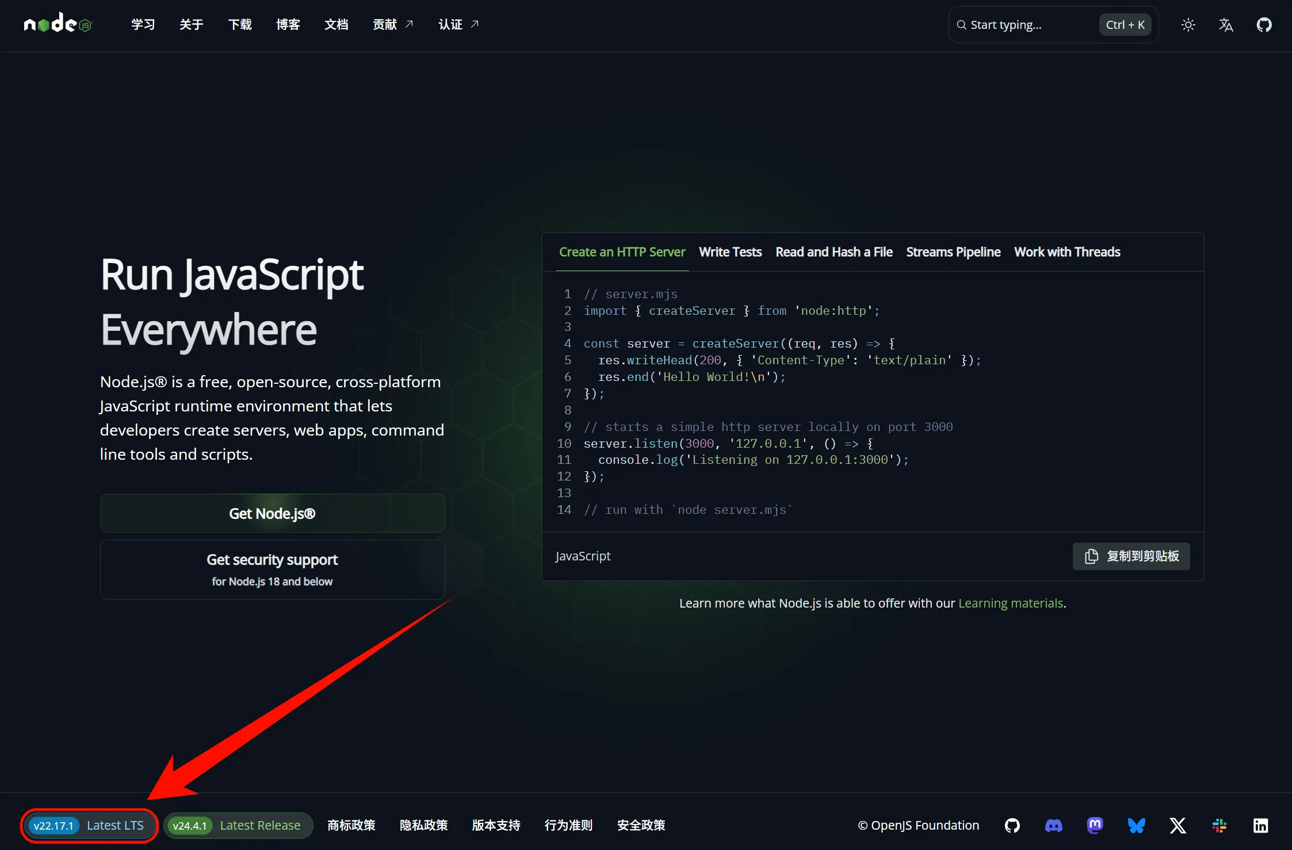 node JS
学习 关于 下载 博客 文档 贡献 认证 Start typing... Ctrl + K
Run JavaScript
Everywhere
Node.js® is a free, open-source, cross-platform
JavaScript runtime environment that lets
developers create servers, web apps, command
line tools and scripts.
Get Node.js®
Get security support
for Node.js 18 and below
Create an HTTP Server Write Tests Read and Hash a File Streams Pipeline Work with Threads
1 // server.mjs
2 import { createServer } from 'node:http';
3
4 const server = createServer((req, res) => {
5 res.writeHead(200, { 'Content-Type': 'text/plain' });
6 res.end('Hello World!\n');
7 });
8
9 // starts a simple http server locally on port 3000
10 server.listen(3000, '127.0.0.1', () => {
11 console.log('Listening on 127.0.0.1:3000');
12 });
13
14 // run with `node server.mjs`
JavaScript 复制到剪贴板
Learn more what Node.js is able to offer with our Learning materials.
v22.17.1 Latest LTS v24.4.1 Latest Release 商标政策 隐私政策 版本支持 行为准则 安全政策 © OpenJS Foundation